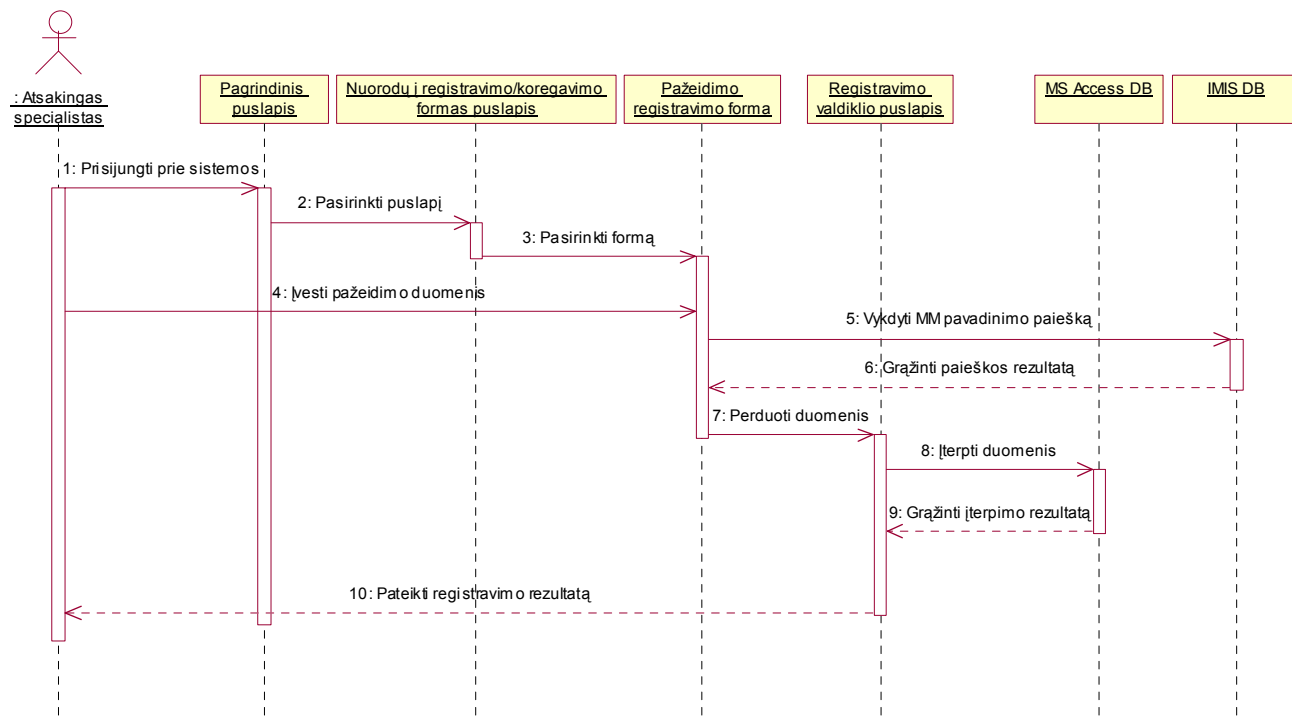 : Atsakingas
specialistas
Pagrindinis
puslapis
Nuorodų į registravimo/koregavimo
formas puslapis
Pažeidimo
registravimo forma
Registravimo
valdiklio puslapis
MS Access DB
IMIS DB
1: Prisijungti prie sistemos
2: Pasirinkti puslapį
3: Pasirinkti formą
4: Įvesti pažeidimo duomenis
5: Vykdyti MM pavadinimo paiešką
6: Grąžinti paieškos rezultatą
7: Perduoti duomenis
8: Įterpti duomenis
9: Grąžinti įterpimo rezultatą
10: Pateikti registravimo rezultatą